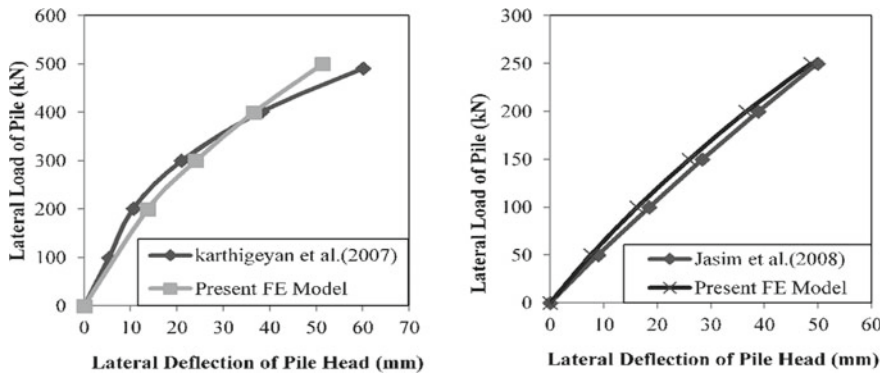 Lateral Load of Pile (kN)
600
500
400
300
200
100
0
karthigeyan et al.(2007)
Present FE Model
0 10 20 30 40 50 60 70
Lateral Deflection of Pile Head (mm)
Lateral Load of Pile (kN)
300
250
200
150
100
50
0
Jasim et al.(2008)
Present FE Model
0 10 20 30 40 50 60
Lateral Deflection of Pile Head (mm)